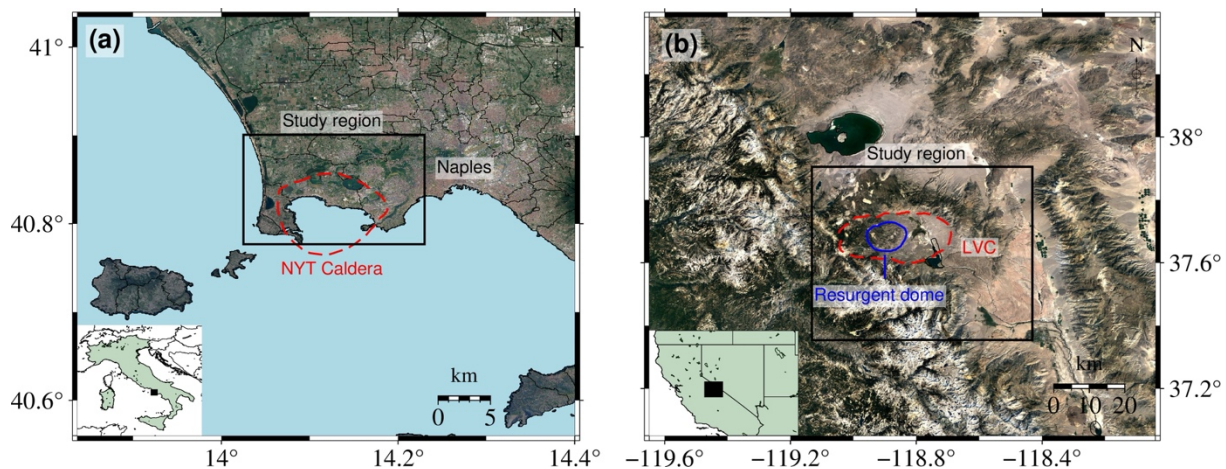 (a)
N
41°
40.8°
40.6°
14°
14.2°
14.4°
Study region
Naples
NYT Caldera
km
0 5
(b)
N
38°
37.6°
37.2°
−119.6°
−119.2°
−118.8°
−118.4°
Study region
LVC
Resurgent dome
km
0 10 20